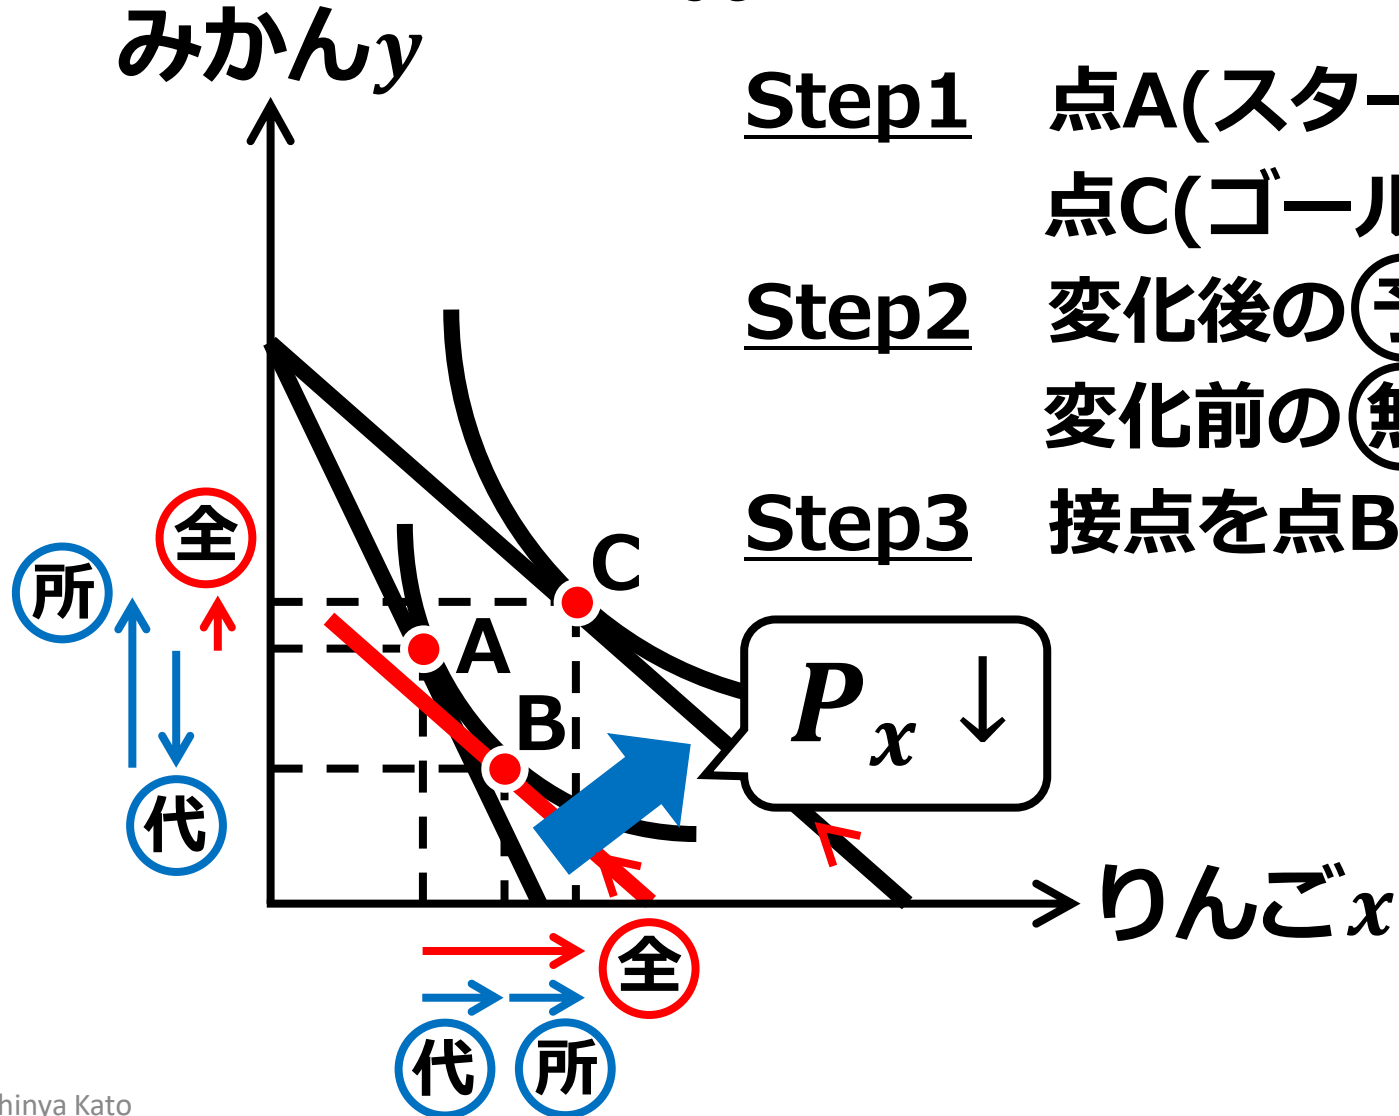 みかんy
Step1 点A(スター
点C(ゴール
Step2 変化後の
変化前の
Step3 接点を点B
全
所
C
A
B
P x ↓
代
りんごx
全
代 所
hinya Kato